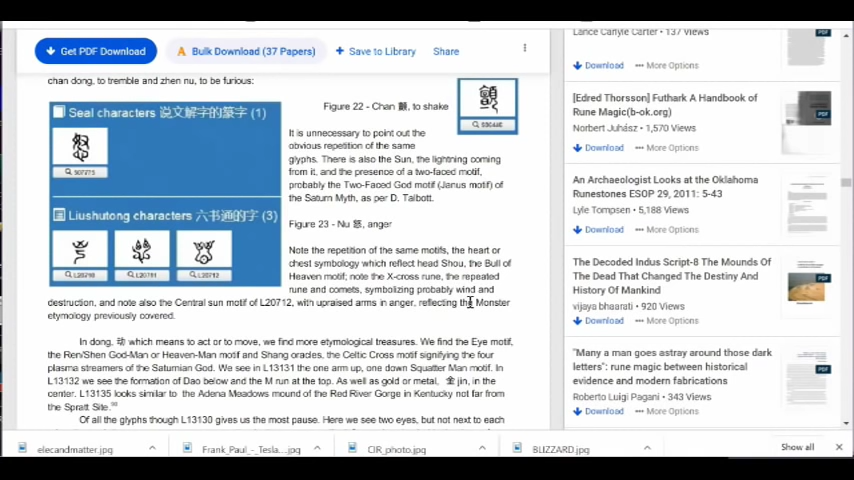 Get PDF Download
Bulk Download (37 Papers)
Save to Library
Share
chan dong, to tremble and zhen nu, to be furious:
Seal characters 说文解字的篆字 (1)
S07775
Liushutong characters 六书通的字 (3)
L20710
L20711
L20712
Figure 22 - Chan 顫, to shake
It is unnecessary to point out the
obvious repetition of the same
glyphs. There is also the Sun, the lightning coming
from it, and the presence of a two-faced motif,
probably the Two-Faced God motif (Janus motif) of
the Saturn Myth, as per D. Talbott.
Figure 23 - Nu 怒, anger
Note the repetition of the same motifs, the heart or
chest symbology which reflect head Shou, the Bull of
Heaven motif; note the X-cross rune, the repeated
rune and comets, symbolizing probably wind and
destruction, and note also the Central sun motif of L20712, with upraised arms in anger, reflecting the Monster
etymology previously covered.
In dong, 动 which means to act or to move, we find more etymological treasures. We find the Eye motif,
the Ren/Shen God-Man or Heaven-Man motif and Shang oracles, the Celtic Cross motif signifying the four
plasma streamers of the Saturnian God. We see in L13131 the one arm up, one down Squatter Man motif. In
L13132 we see the formation of Dao below and the M run at the top. As well as gold or metal, 金 jin, in the
center. L13135 looks similar to the Adena Meadows mound of the Red River Gorge in Kentucky not far from
the Spratt Site.
Of all the glyphs though L13130 gives us the most pause. Here we see two eyes, but not next to each
Lance Carlyle Carter • 137 Views
Download
More Options
[Edred Thorsson] Futhark A Handbook of
Rune Magic(b-ok.org)
Norbert Juhász • 1,570 Views
Download
More Options
An Archaeologist Looks at the Oklahoma
Runestones ESOP 29, 2011: 5-43
Lyle Tompsen • 5,188 Views
Download
More Options
The Decoded Indus Script-8 The Mounds Of
The Dead That Changed The Destiny And
History Of Mankind
vijaya bhaarati • 920 Views
Download
More Options
"Many a man goes astray around those dark
letters": rune magic between historical
evidence and modern perfections
Roberto Luigi Pagani • 343 Views
Download
More Options
elecandmatter.jpg
Frank_Paul_-_Tesla....jpg
CIR_photo.jpg
BLIZZARD.jpg
Show all